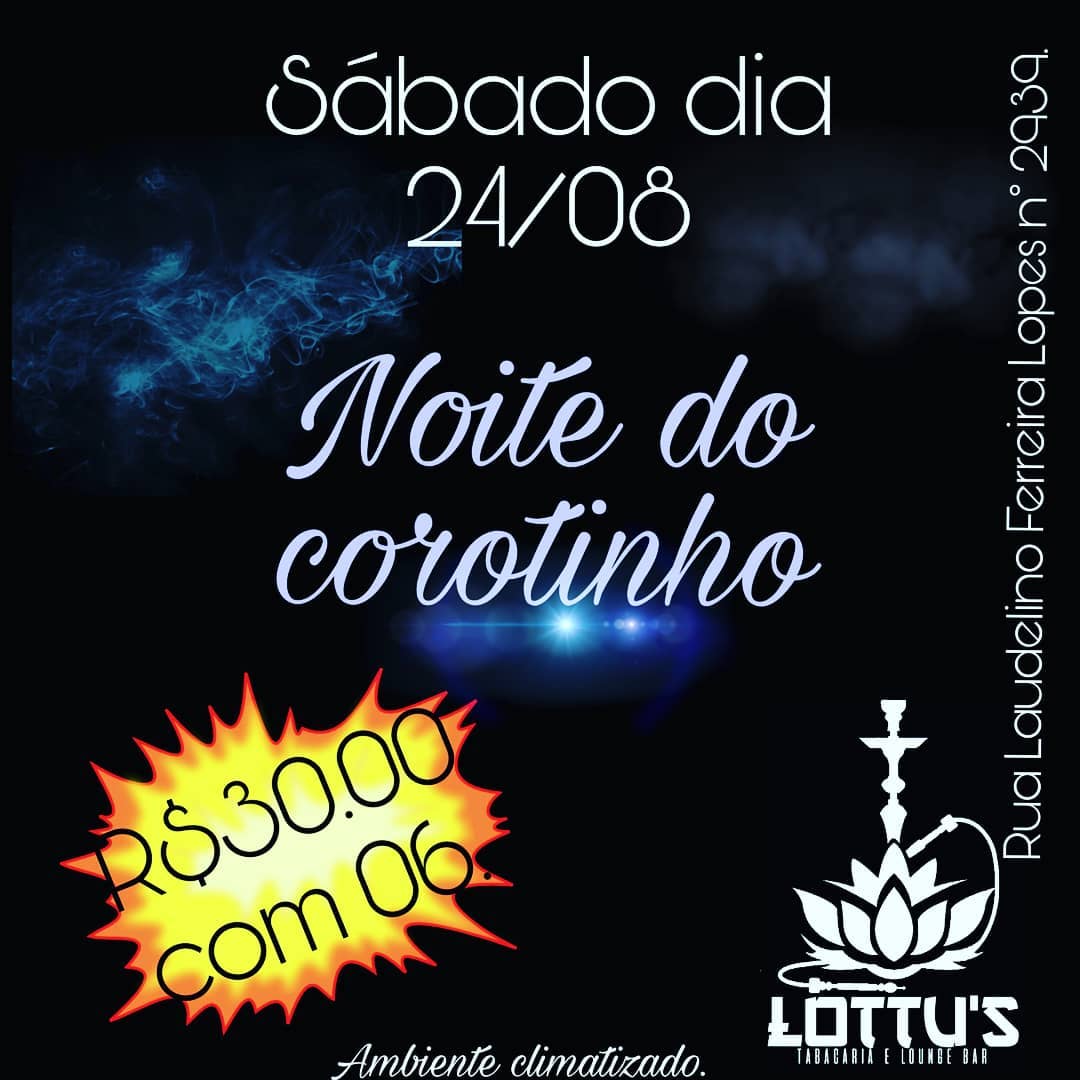 Sábado dia
24/08
Rua Laudelino Ferreira Lopes n° 2939.
Noite do
corotinho
R$30.00
com 06.
LOTTU'S
TABACARIA E LOUNGE BAR
Ambiente climatizado.